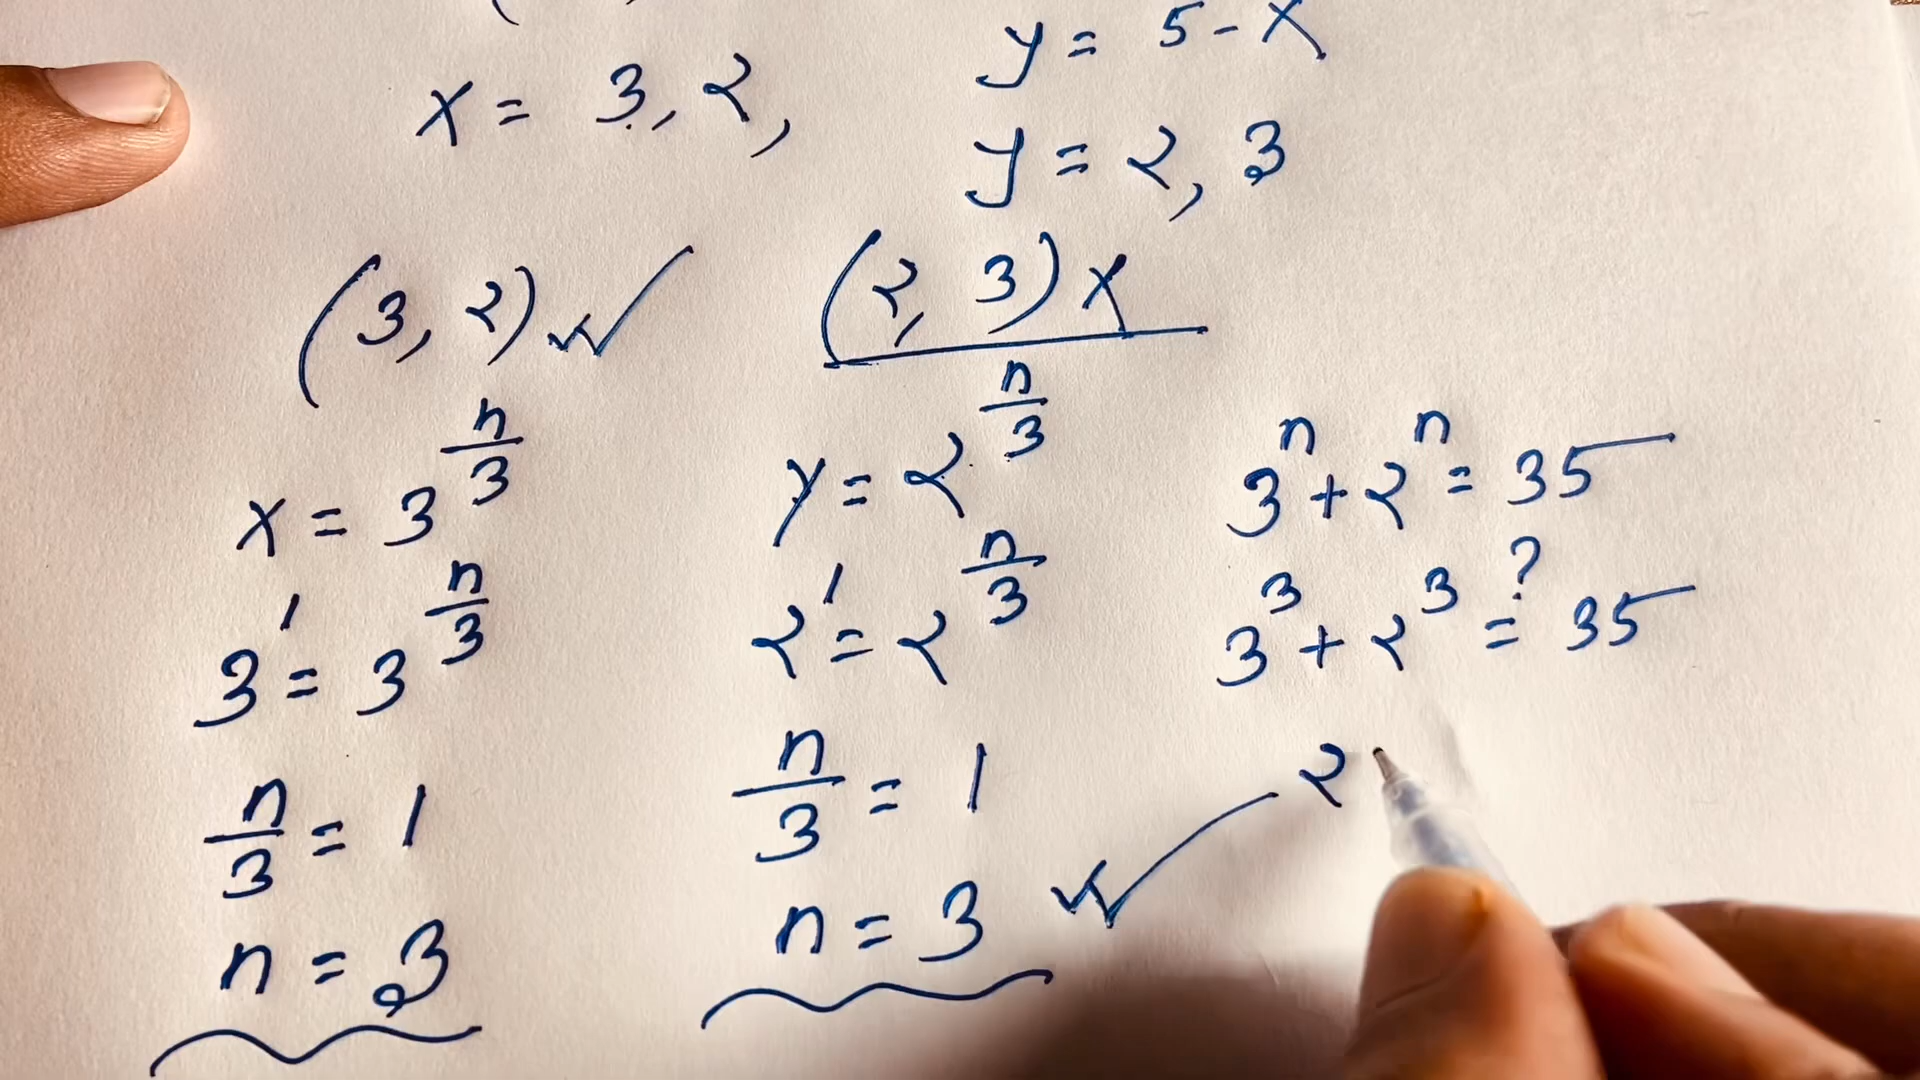 x = 3, 2,
y = 5 - x
y = 2, 3
(3, 2) ✓
(2, 3) x
x = 3^(n/3)
3^1 = 3^(n/3)
n/3 = 1
n = 3
y = 2^(n/3)
2^1 = 2^(n/3)
n/3 = 1
n = 3 ✓
3^n + 2^n = 35
3^3 + 2^3 =? 35
2